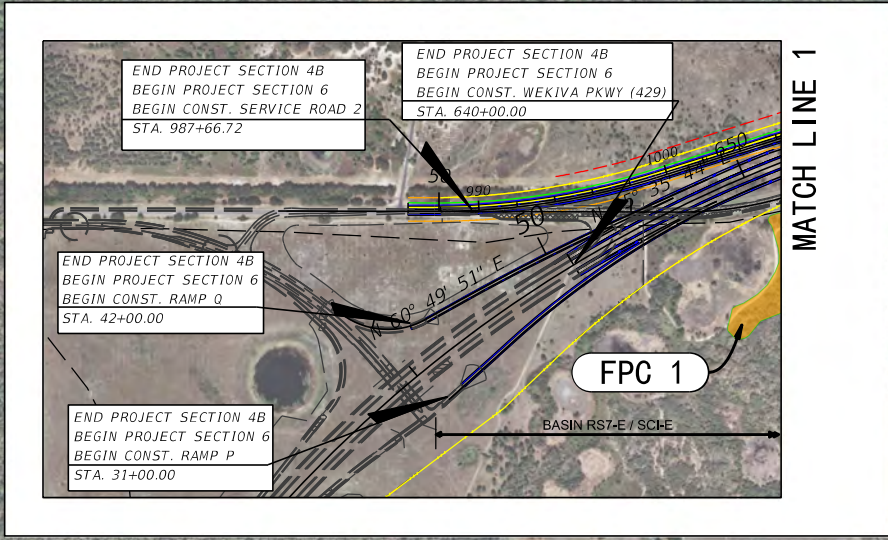 END PROJECT SECTION 4B
BEGIN PROJECT SECTION 6
BEGIN CONST. SERVICE ROAD 2
STA. 987+66.72
END PROJECT SECTION 4B
BEGIN PROJECT SECTION 6
BEGIN CONST. WEKIVA PKWY (429)
STA. 640+00.00
MATCH LINE 1
990
1000
650
50
35' 44"
N 60° 49' 51" E
END PROJECT SECTION 4B
BEGIN PROJECT SECTION 6
BEGIN CONST. RAMP Q
STA. 42+00.00
FPC 1
END PROJECT SECTION 4B
BEGIN PROJECT SECTION 6
BEGIN CONST. RAMP P
STA. 31+00.00
BASIN RS7-E / SCI-E